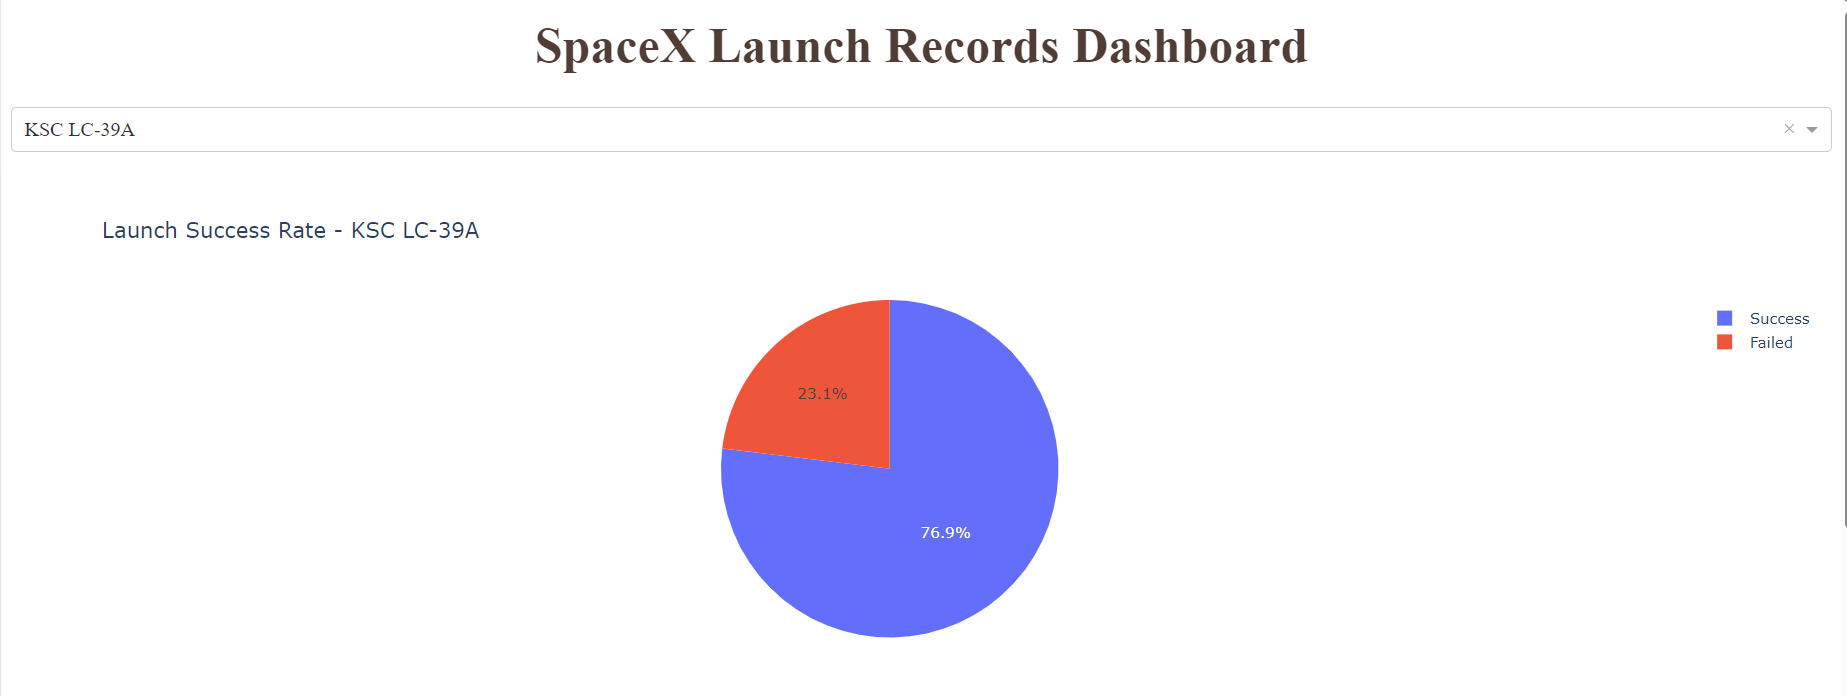 SpaceX Launch Records Dashboard
KSC LC-39A
×
Launch Success Rate - KSC LC-39A
Success
Failed
23.1%
76.9%